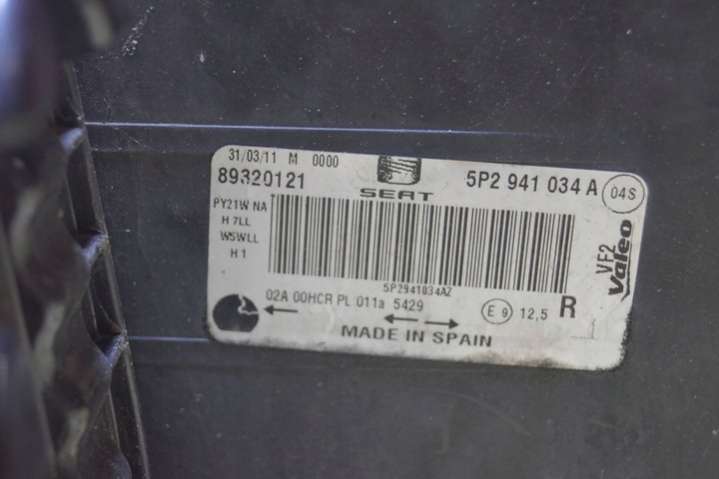 31/03/11 M 0000
89320121
SEAT
5P2 941 034 A
04S
PY21W NA
H 7LL
W5WLL
H 1
5P2941034AZ
VF2
Valeo
02A 00HCR PL 011a 5429
E 9 12,5 R
MADE IN SPAIN